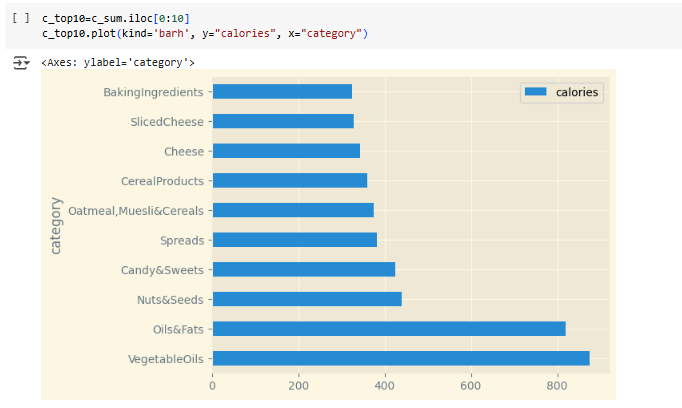 [ ] c_top10=c_sum.iloc[0:10]
c_top10.plot(kind='barh', y="calories", x="category")
<Axes: ylabel='category'>
calories
category
BakingIngredients
SlicedCheese
Cheese
CerealProducts
Oatmeal,Muesli&Cereals
Spreads
Candy&Sweets
Nuts&Seeds
Oils&Fats
VegetableOils
0 200 400 600 800